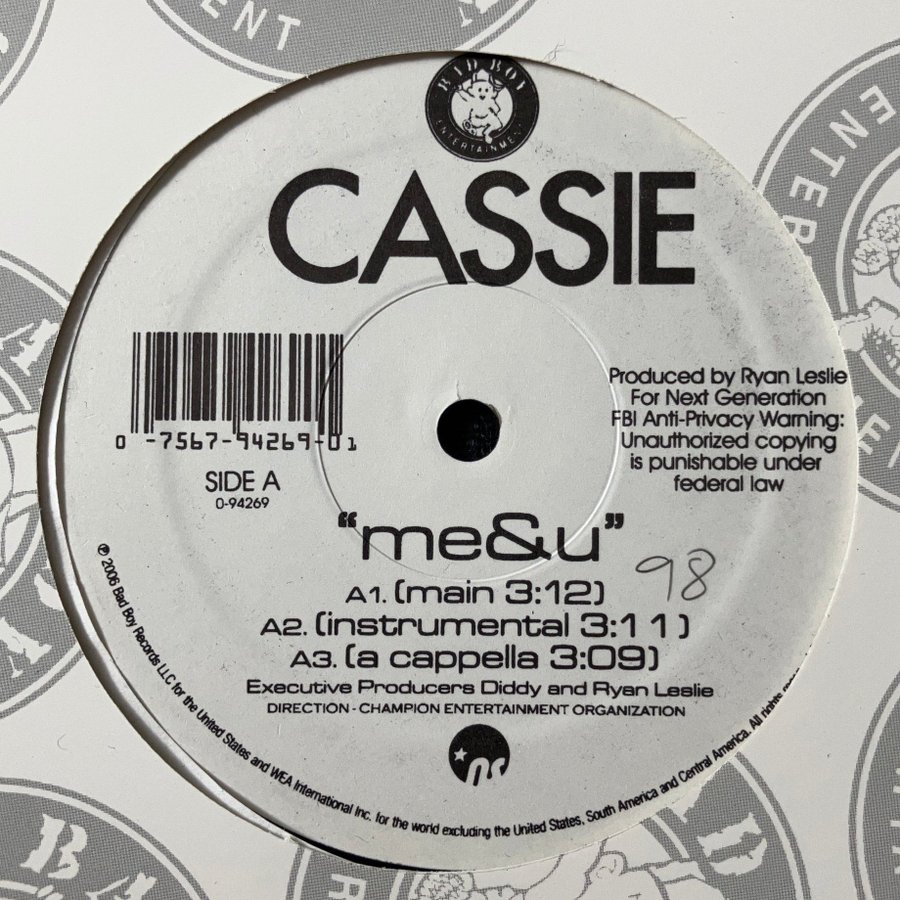 ENT
ENTER
BAD BOY
ENTERTAINMENT
CASSIE
0 -7567-94269-01
SIDE A
0-94269
Produced by Ryan Leslie
For Next Generation
FBI Anti-Privacy Warning:
Unauthorized copying
is punishable under
federal law
"me&u"
98
A1. (main 3:12)
A2. (instrumental 3:11)
A3. (a cappella 3:09)
Executive Producers Diddy and Ryan Leslie
DIRECTION - CHAMPION ENTERTAINMENT ORGANIZATION
℗ 2006 Bad Boy Records LLC for the United States and WEA International Inc. for the world excluding the United States, South America and Central America. All rights